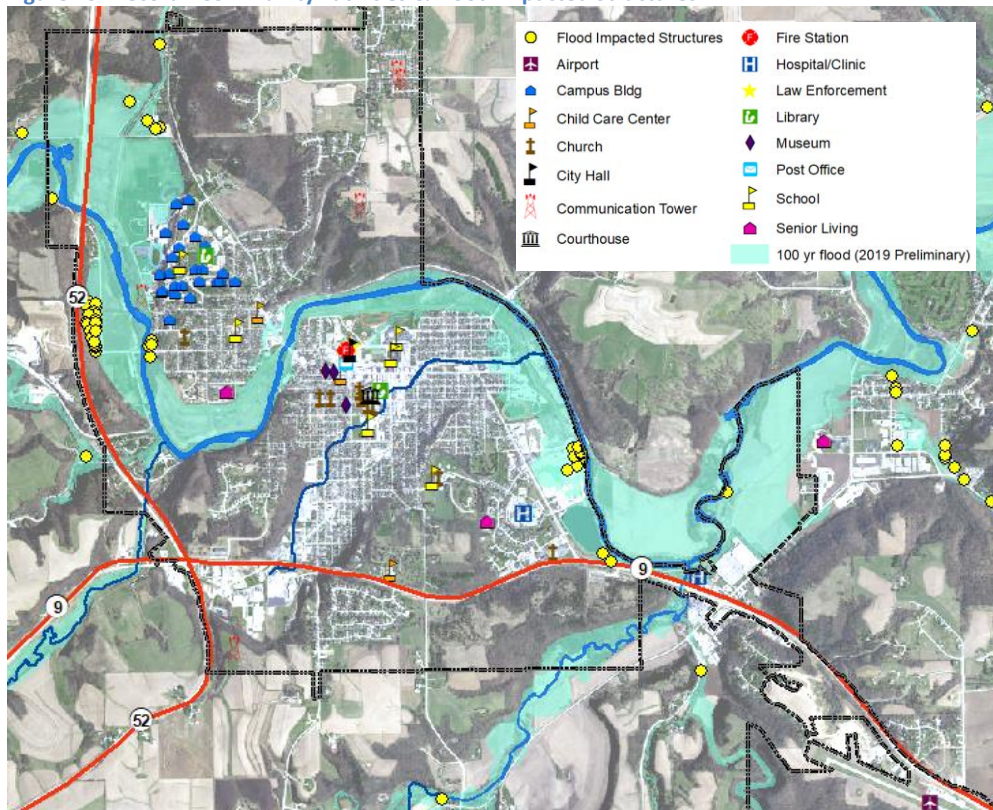 Flood Impacted Structures
Airport
Campus Bldg
Child Care Center
Church
City Hall
Communication Tower
Courthouse
Fire Station
Hospital/Clinic
Law Enforcement
Library
Museum
Post Office
School
Senior Living
100 yr flood (2019 Preliminary)
52
9
9
52